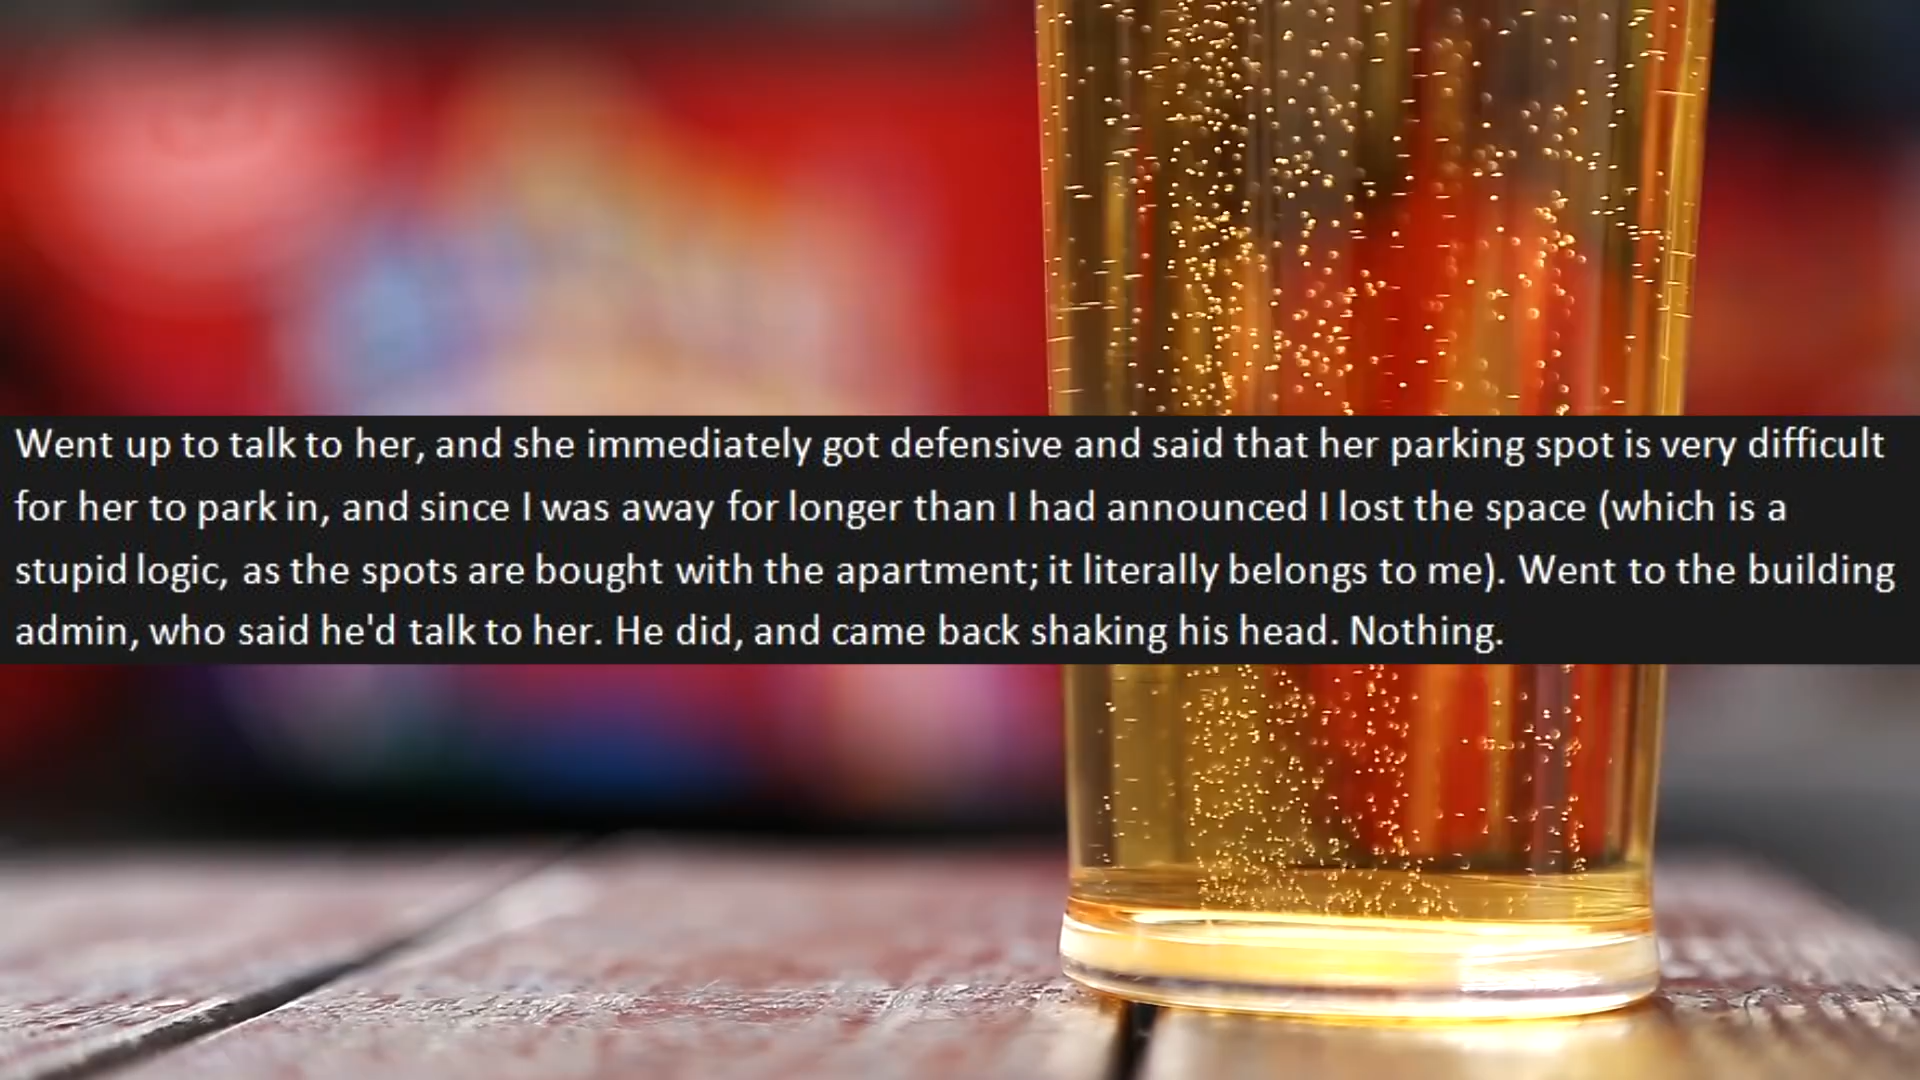 Went up to talk to her, and she immediately got defensive and said that her parking spot is very difficult
for her to park in, and since I was away for longer than I had announced I lost the space (which is a
stupid logic, as the spots are bought with the apartment; it literally belongs to me). Went to the building
admin, who said he'd talk to her. He did, and came back shaking his head. Nothing.